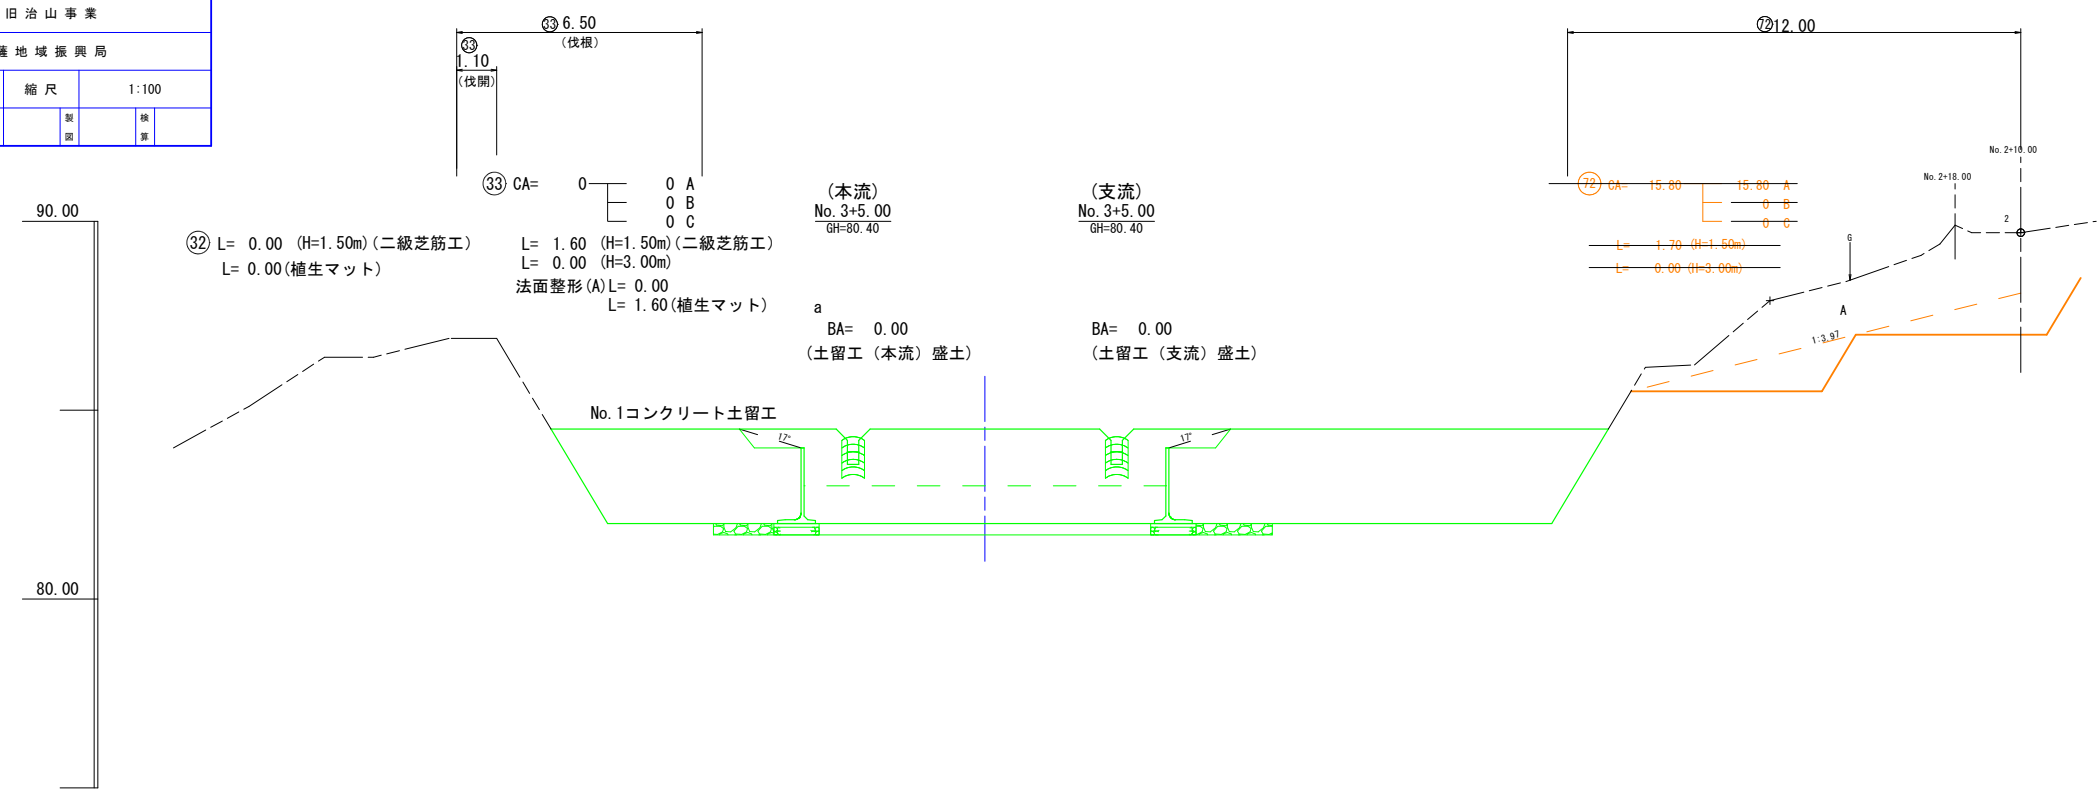 旧治山事業
地域振興局
縮尺 1:100
製図 検算
㉝ 6.50
(伐根)
㉝
1.10
(伐開)
㊆12.00
㉝ CA= 0 0 A
0 B
0 C
㉜ L= 0.00 (H=1.50m)(二級芝筋工)
L= 0.00(植生マット)
L= 1.60 (H=1.50m)(二級芝筋工)
L= 0.00 (H=3.00m)
法面整形(A)L= 0.00
L= 1.60(植生マット)
(本流)
No.3+5.00
GH=80.40
(支流)
No.3+5.00
GH=80.40
a
BA= 0.00
(土留工（本流）盛土)
BA= 0.00
(土留工（支流）盛土)
72 CA= 15.80 15.80 A
0 B
0 C
L= 1.70 (H=1.50m)
L= 0.00 (H=3.00m)
No.2+10.00
No.2+18.00
2
G
A
1:3.97
90.00
80.00
No.1コンクリート土留工
17°
17°